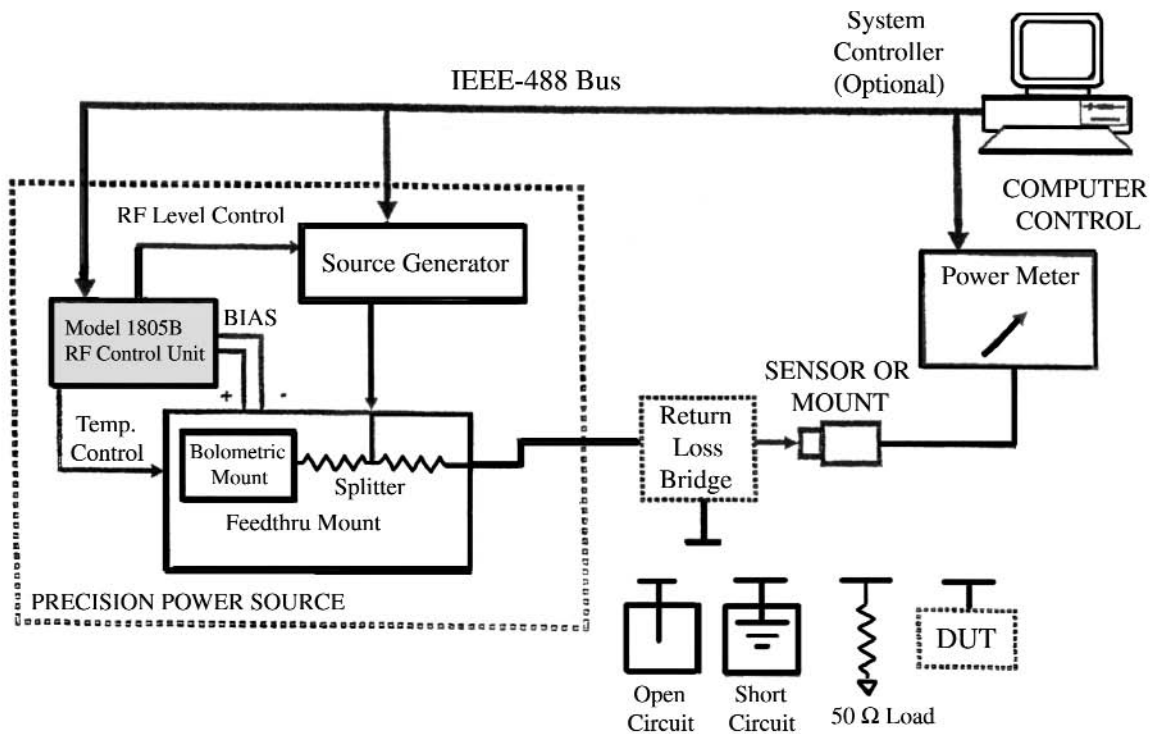 System
Controller
(Optional)
IEEE-488 Bus
COMPUTER
CONTROL
RF Level Control
Source Generator
Power Meter
Model 1805B
RF Control Unit
BIAS
+ -
SENSOR OR
MOUNT
Temp.
Control
Return
Loss
Bridge
Bolometric
Mount
Splitter
Feedthru Mount
PRECISION POWER SOURCE
DUT
Open
Circuit
Short
Circuit
50 Ω Load